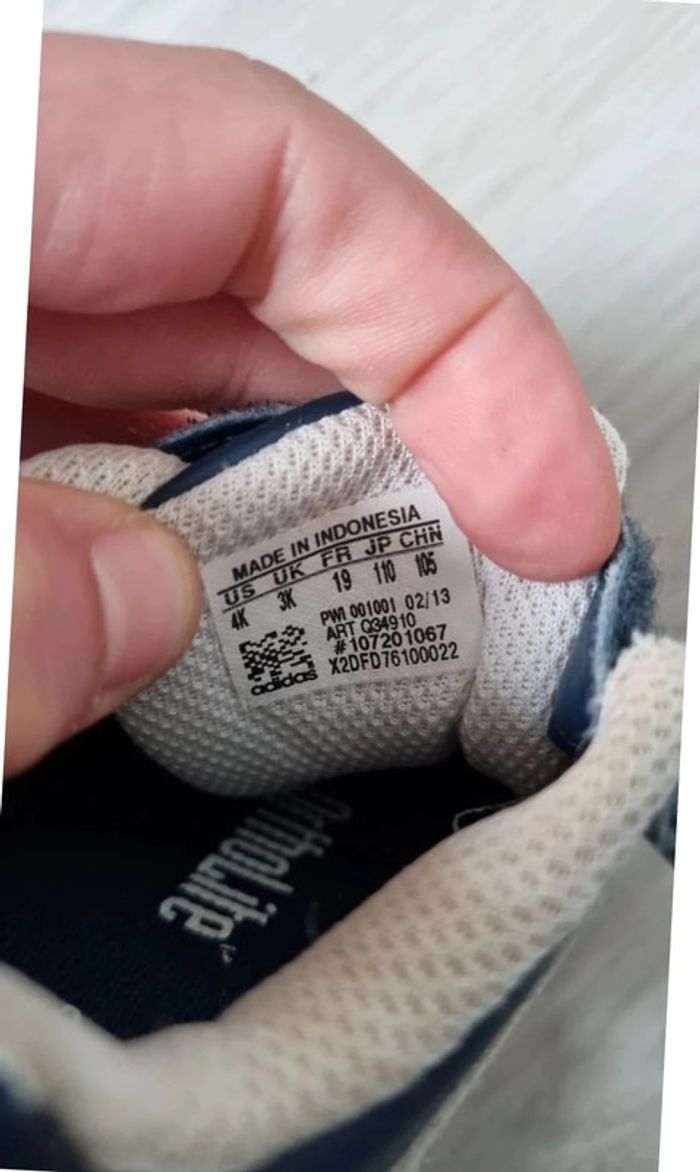 MADE IN INDONESIA
US UK FR JP CHN
4K 3K 19 110 105
PWI 001001 02/13
ART Q34910
#107201067
X2DFD76100022
adidas
OrthoLite